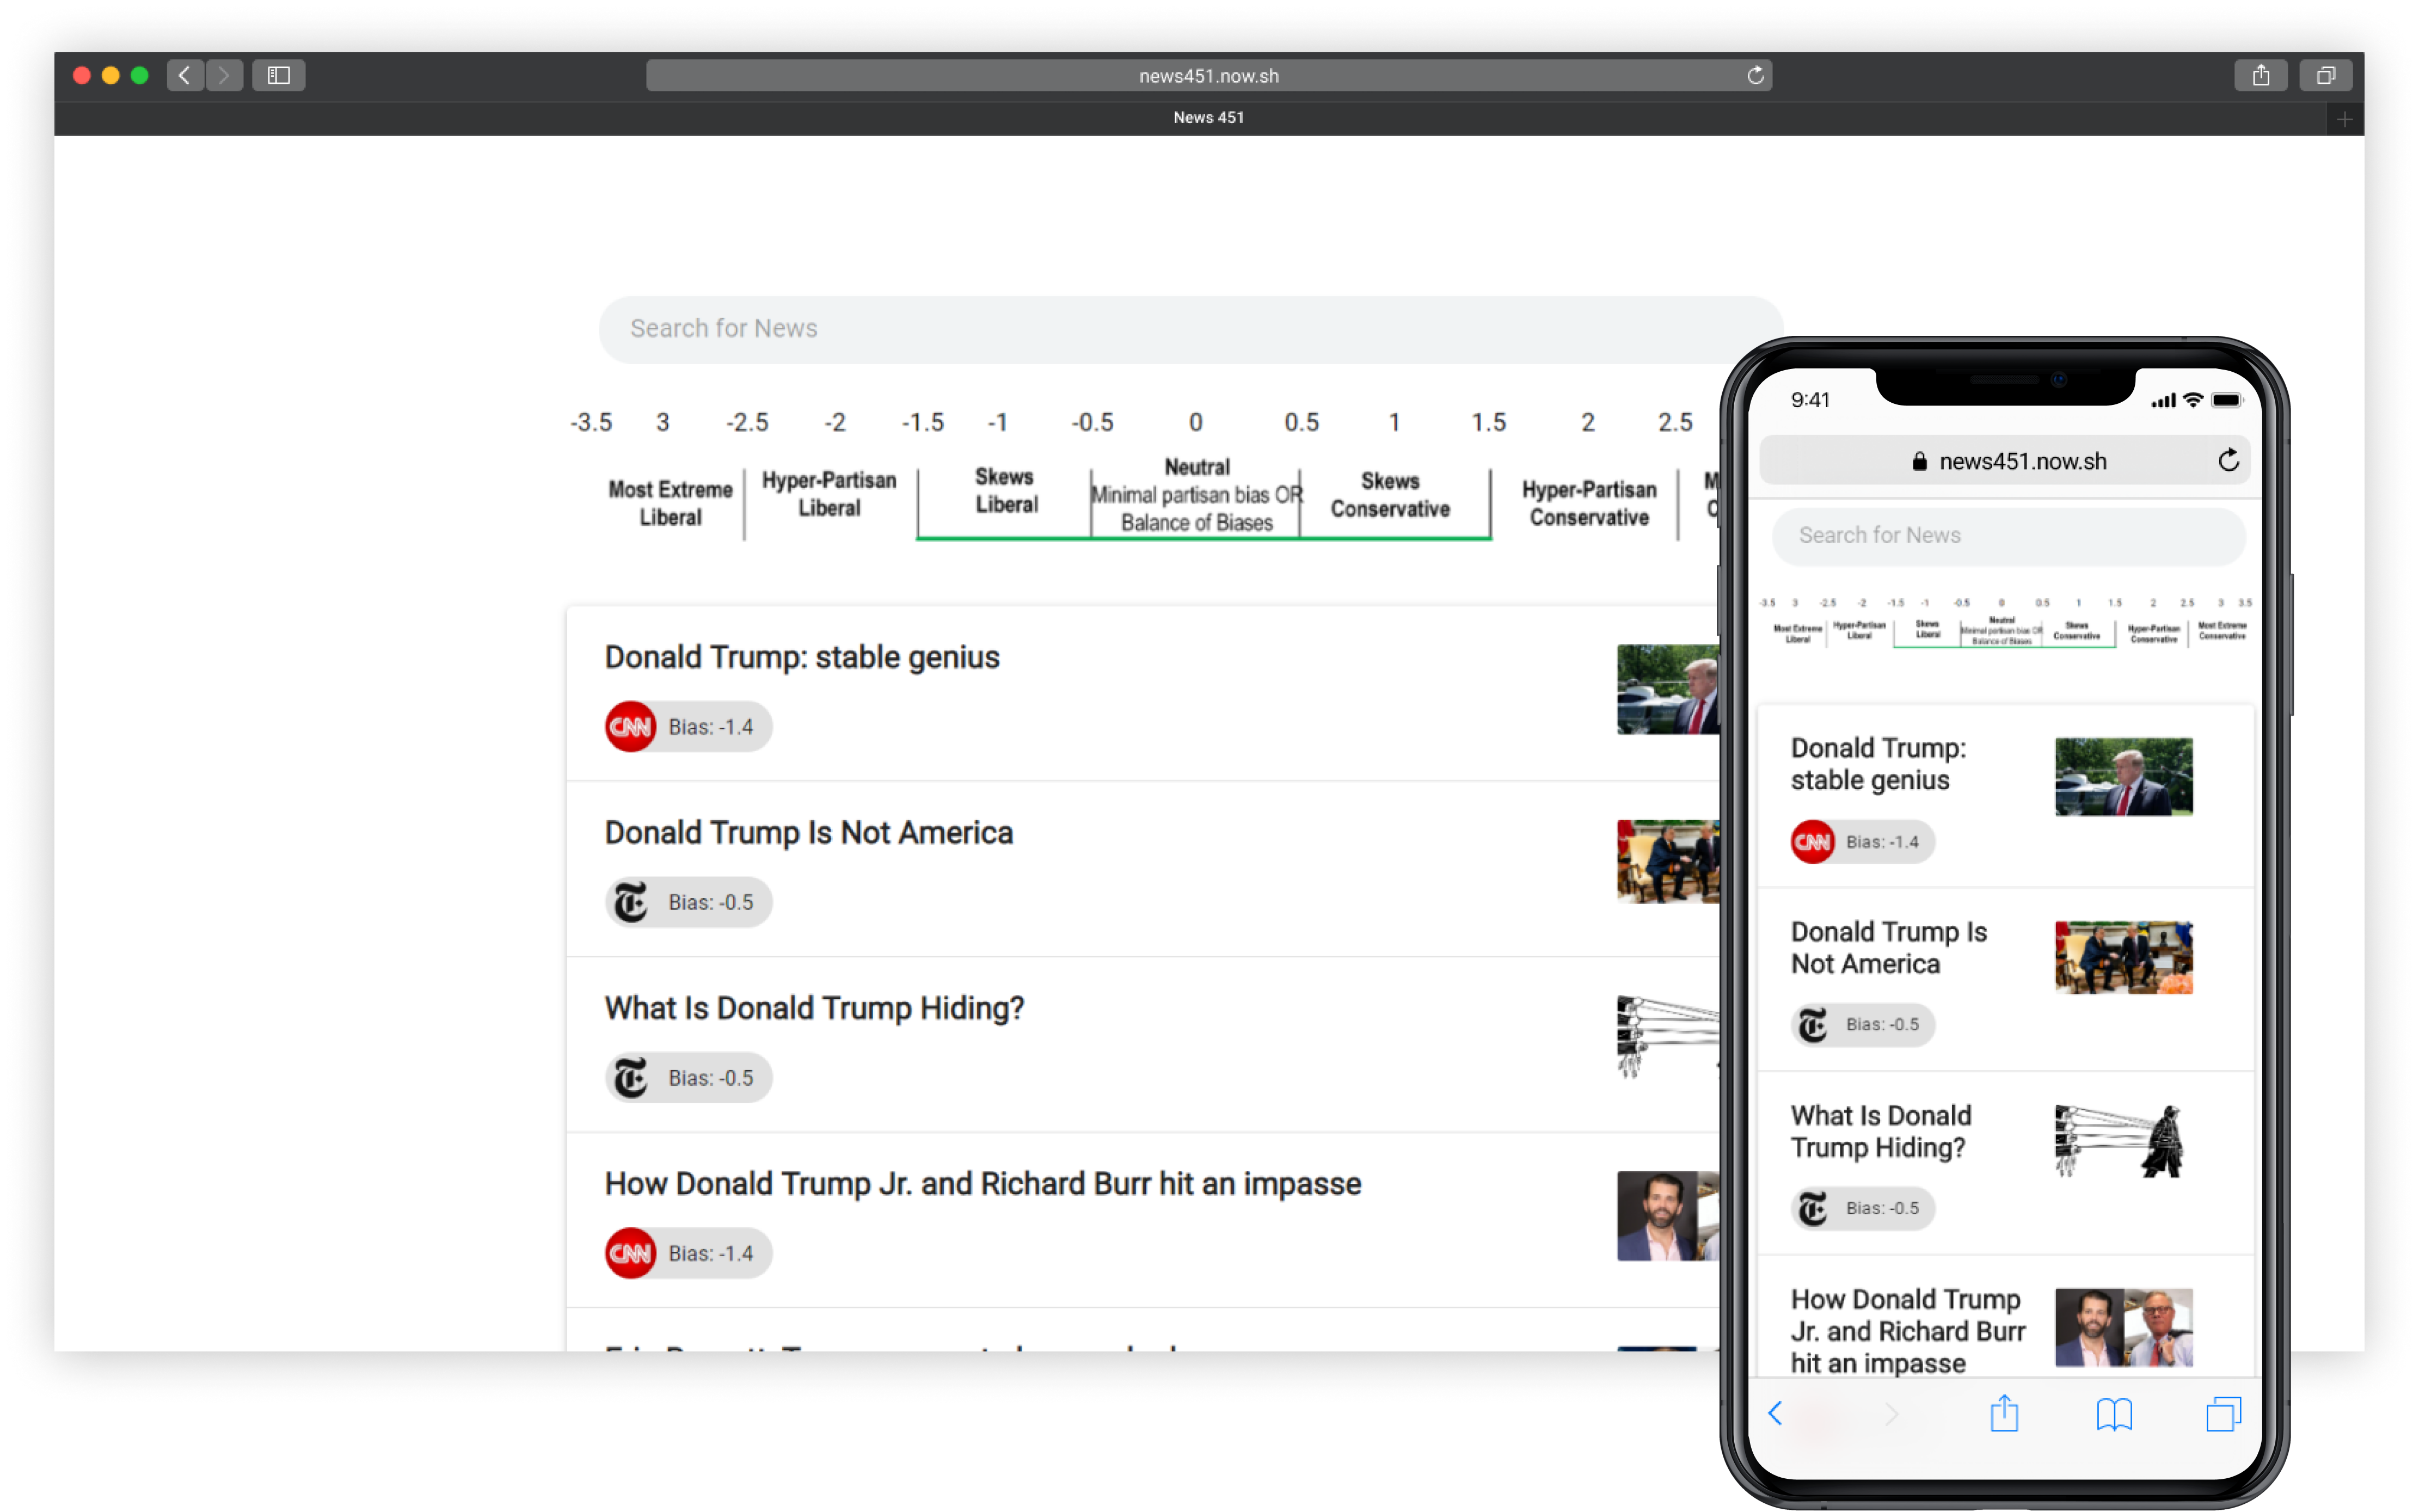 news451.now.sh
News 451
Search for News
-3.5 3 -2.5 -2 -1.5 -1 -0.5 0 0.5 1 1.5 2 2.5
Most Extreme
Liberal
Hyper-Partisan
Liberal
Skews
Liberal
Neutral
Minimal partisan bias OR
Balance of Biases
Skews
Conservative
Hyper-Partisan
Conservative
Donald Trump: stable genius
CNN Bias: -1.4
Donald Trump Is Not America
T Bias: -0.5
What Is Donald Trump Hiding?
T Bias: -0.5
How Donald Trump Jr. and Richard Burr hit an impasse
CNN Bias: -1.4
9:41
news451.now.sh
Search for News
-3.5 3 -2.5 -2 -1.5 -1 -0.5 0 0.5 1 1.5 2 2.5 3 3.5
Most Extreme
Liberal
Hyper-Partisan
Liberal
Skews
Liberal
Neutral
Minimal partisan bias OR
Balance of Biases
Skews
Conservative
Hyper-Partisan
Conservative
Most Extreme
Conservative
Donald Trump:
stable genius
CNN Bias: -1.4
Donald Trump Is
Not America
T Bias: -0.5
What Is Donald
Trump Hiding?
T Bias: -0.5
How Donald Trump
Jr. and Richard Burr
hit an impasse